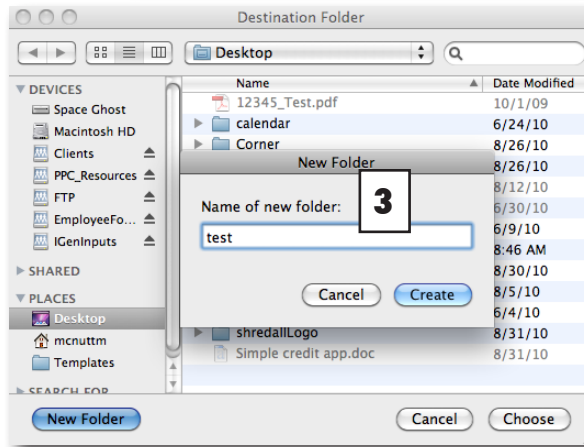 Destination Folder
Desktop
Name Date Modified
DEVICES
Space Ghost
Macintosh HD
Clients
PPC_Resources
FTP
EmployeeFo...
IGenInputs
SHARED
PLACES
Desktop
mcnuttm
Templates
SEARCH FOR
12345_Test.pdf 10/1/09
calendar 6/24/10
Corner 8/26/10
8/26/10
8/12/10
6/30/10
6/9/10
8:46 AM
8/30/10
8/5/10
6/4/10
shredallLogo 8/31/10
Simple credit app.doc 8/31/10
New Folder
Name of new folder:
3
test
Cancel Create
New Folder Cancel Choose